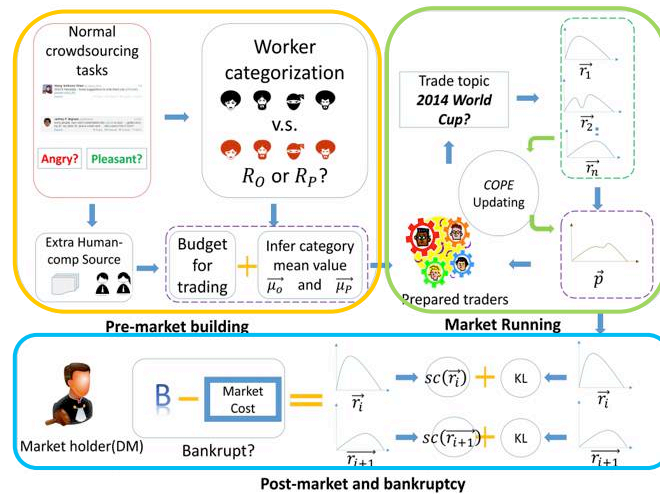 Normal
crowdsourcing
tasks
Angry?
Pleasant?
Worker
categorization
v.s.
R_O or R_P?
Extra Human-
comp Source
Budget
for
trading
+
Infer category
mean value
μ_o and μ_P
Pre-market building
Trade topic
2014 World
Cup?
r_1
r_2
r_n
COPE
Updating
p
Prepared traders
Market Running
Market holder(DM)
B
Market
Cost
Bankrupt?
r_i
sc(r_i)
+
KL
r_i
r_{i+1}
sc(r_{i+1})
+
KL
r_{i+1}
Post-market and bankruptcy